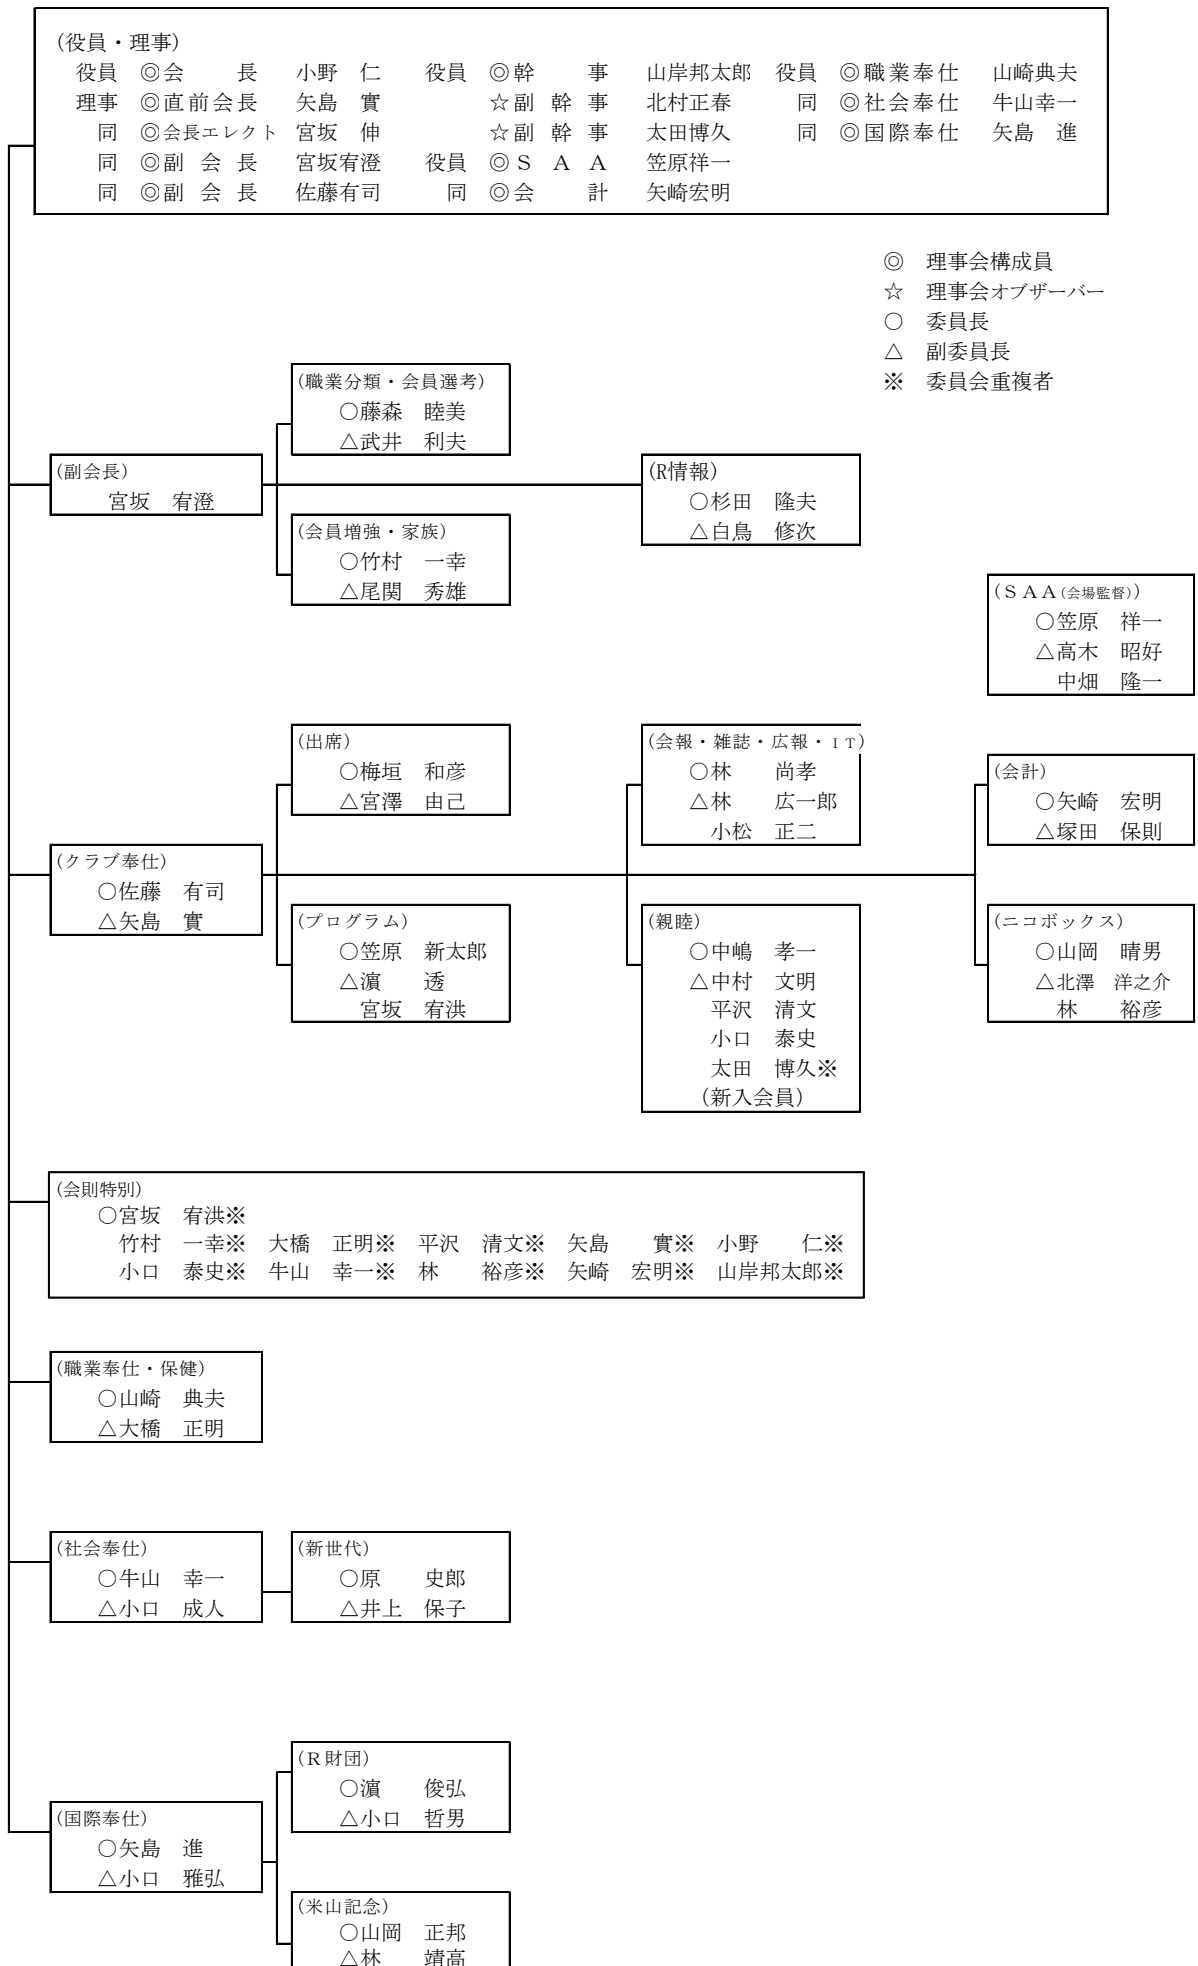 (役員・理事)
役員 ◎会　　長 小野　仁 役員 ◎幹　　事 山岸邦太郎 役員 ◎職業奉仕 山崎典夫
理事 ◎直前会長 矢島　實 ☆副 幹 事 北村正春 同 ◎社会奉仕 牛山幸一
同 ◎会長エレクト 宮坂　伸 ☆副 幹 事 太田博久 同 ◎国際奉仕 矢島　進
同 ◎副 会 長 宮坂宥澄 役員 ◎Ｓ Ａ Ａ 笠原祥一
同 ◎副 会 長 佐藤有司 同 ◎会　　計 矢崎宏明
◎　理事会構成員
☆　理事会オブザーバー
○　委員長
△　副委員長
※　委員会重複者
(副会長)
宮坂　宥澄
(職業分類・会員選考)
○藤森　睦美
△武井　利夫
(会員増強・家族)
○竹村　一幸
△尾関　秀雄
(R情報)
○杉田　隆夫
△白鳥　修次
(ＳＡＡ(会場監督))
○笠原　祥一
△高木　昭好
中畑　隆一
(クラブ奉仕)
○佐藤　有司
△矢島　實
(出席)
○梅垣　和彦
△宮澤　由己
(プログラム)
○笠原　新太郎
△濵　　透
宮坂　宥洪
(会報・雑誌・広報・ＩＴ)
○林　　尚孝
△林　　広一郎
小松　正二
(親睦)
○中嶋　孝一
△中村　文明
平沢　清文
小口　泰史
太田　博久※
(新入会員)
(会計)
○矢崎　宏明
△塚田　保則
(ニコボックス)
○山岡　晴男
△北澤　洋之介
林　　裕彦
(会則特別)
○宮坂　宥洪※
竹村　一幸※ 大橋　正明※ 平沢　清文※ 矢島　　實※ 小野　　仁※
小口　泰史※ 牛山　幸一※ 林　　裕彦※ 矢崎　宏明※ 山岸邦太郎※
(職業奉仕・保健)
○山崎　典夫
△大橋　正明
(社会奉仕)
○牛山　幸一
△小口　成人
(新世代)
○原　　史郎
△井上　保子
(国際奉仕)
○矢島　進
△小口　雅弘
(Ｒ財団)
○濵　　俊弘
△小口　哲男
(米山記念)
○山岡　正邦
△林　　靖高